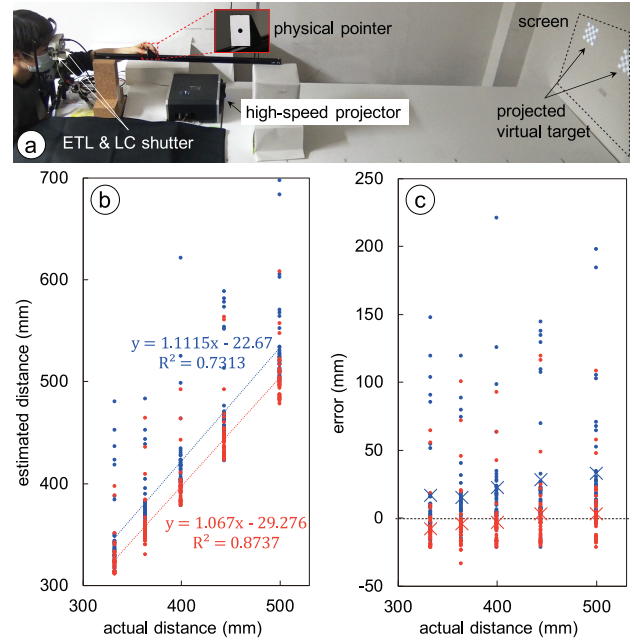 physical pointer
screen
high-speed projector
projected
virtual target
ETL & LC shutter
a
700
b
600
500
400
300
estimated distance (mm)
y = 1.1115x - 22.67
R² = 0.7313
y = 1.067x - 29.276
R² = 0.8737
300
400
500
actual distance (mm)
250
c
200
150
100
50
0
-50
error (mm)
300
400
500
actual distance (mm)